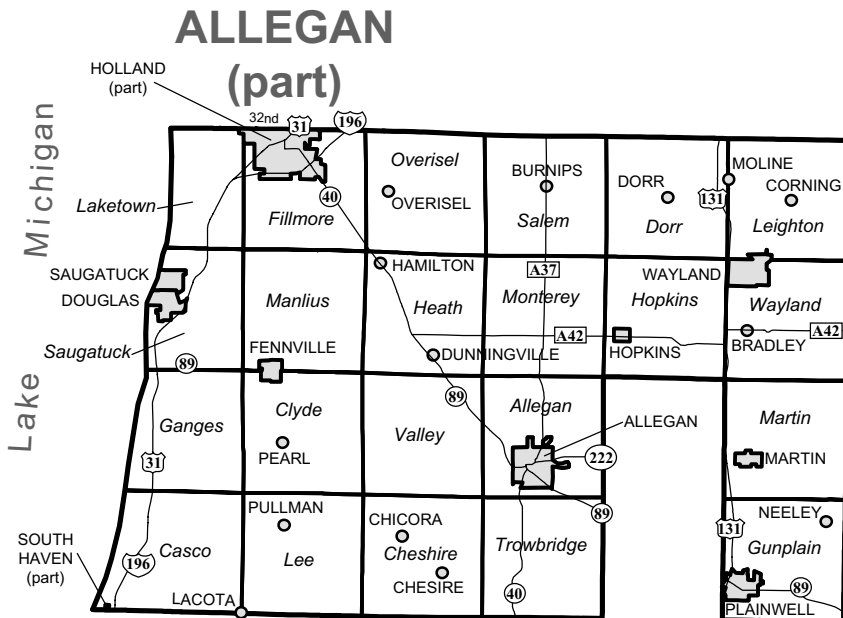 ALLEGAN
(part)
HOLLAND
(part)
32nd
31
196
Lake Michigan
Laketown
Fillmore
40
Overisel
OVERISEL
BURNIPS
Salem
DORR
Dorr
131
MOLINE
CORNING
Leighton
SAUGATUCK
DOUGLAS
Saugatuck
Manlius
HAMILTON
Heath
A37
Monterey
Hopkins
WAYLAND
Wayland
89
FENNVILLE
DUNNINGVILLE
A42
HOPKINS
BRADLEY
A42
Ganges
31
Clyde
PEARL
Valley
89
Allegan
ALLEGAN
222
Martin
MARTIN
SOUTH
HAVEN
(part)
196
Casco
PULLMAN
Lee
LACOTA
CHICORA
Cheshire
CHESIRE
Trowbridge
40
89
131
NEELEY
Gunplain
89
PLAINWELL